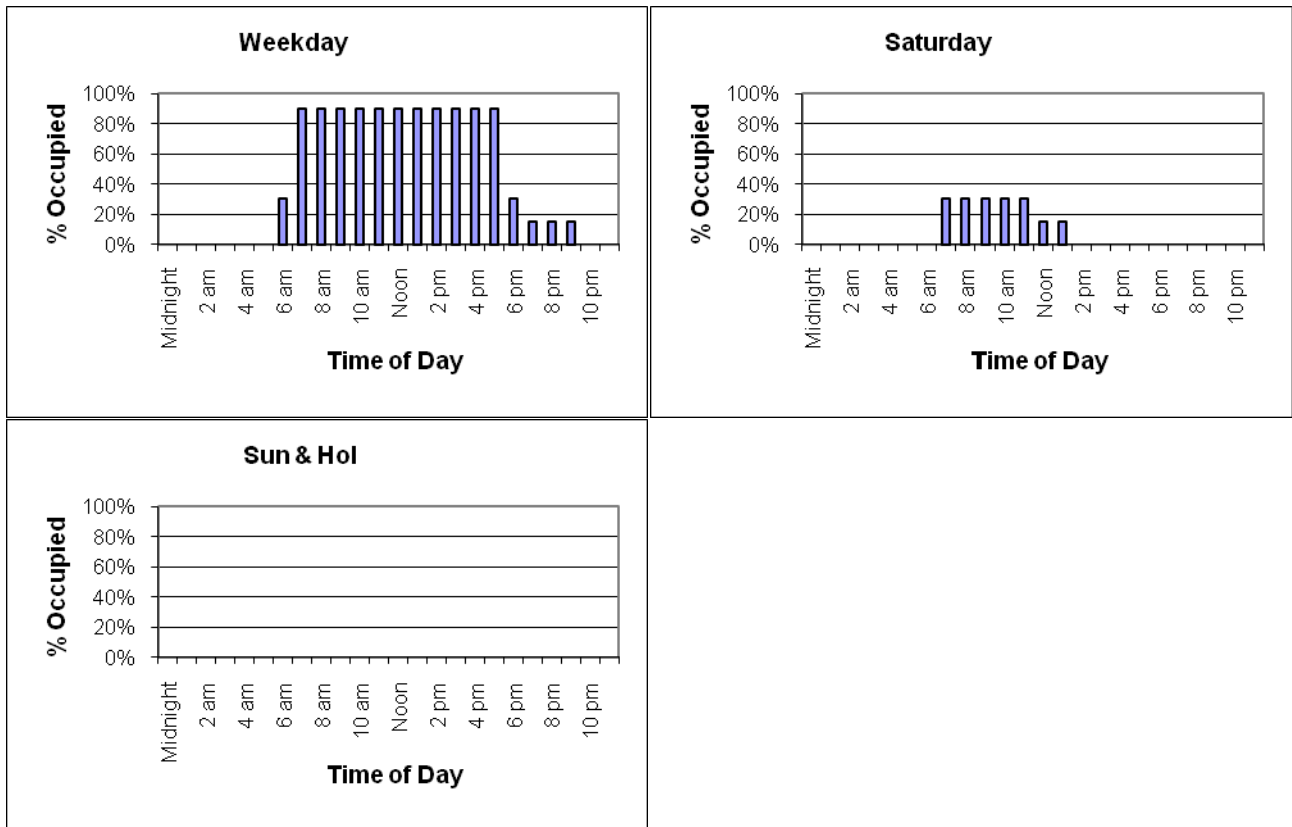 Weekday
% Occupied
100%
80%
60%
40%
20%
0%
Midnight
2 am
4 am
6 am
8 am
10 am
Noon
2 pm
4 pm
6 pm
8 pm
10 pm
Time of Day
Saturday
% Occupied
100%
80%
60%
40%
20%
0%
Midnight
2 am
4 am
6 am
8 am
10 am
Noon
2 pm
4 pm
6 pm
8 pm
10 pm
Time of Day
Sun & Hol
% Occupied
100%
80%
60%
40%
20%
0%
Midnight
2 am
4 am
6 am
8 am
10 am
Noon
2 pm
4 pm
6 pm
8 pm
10 pm
Time of Day